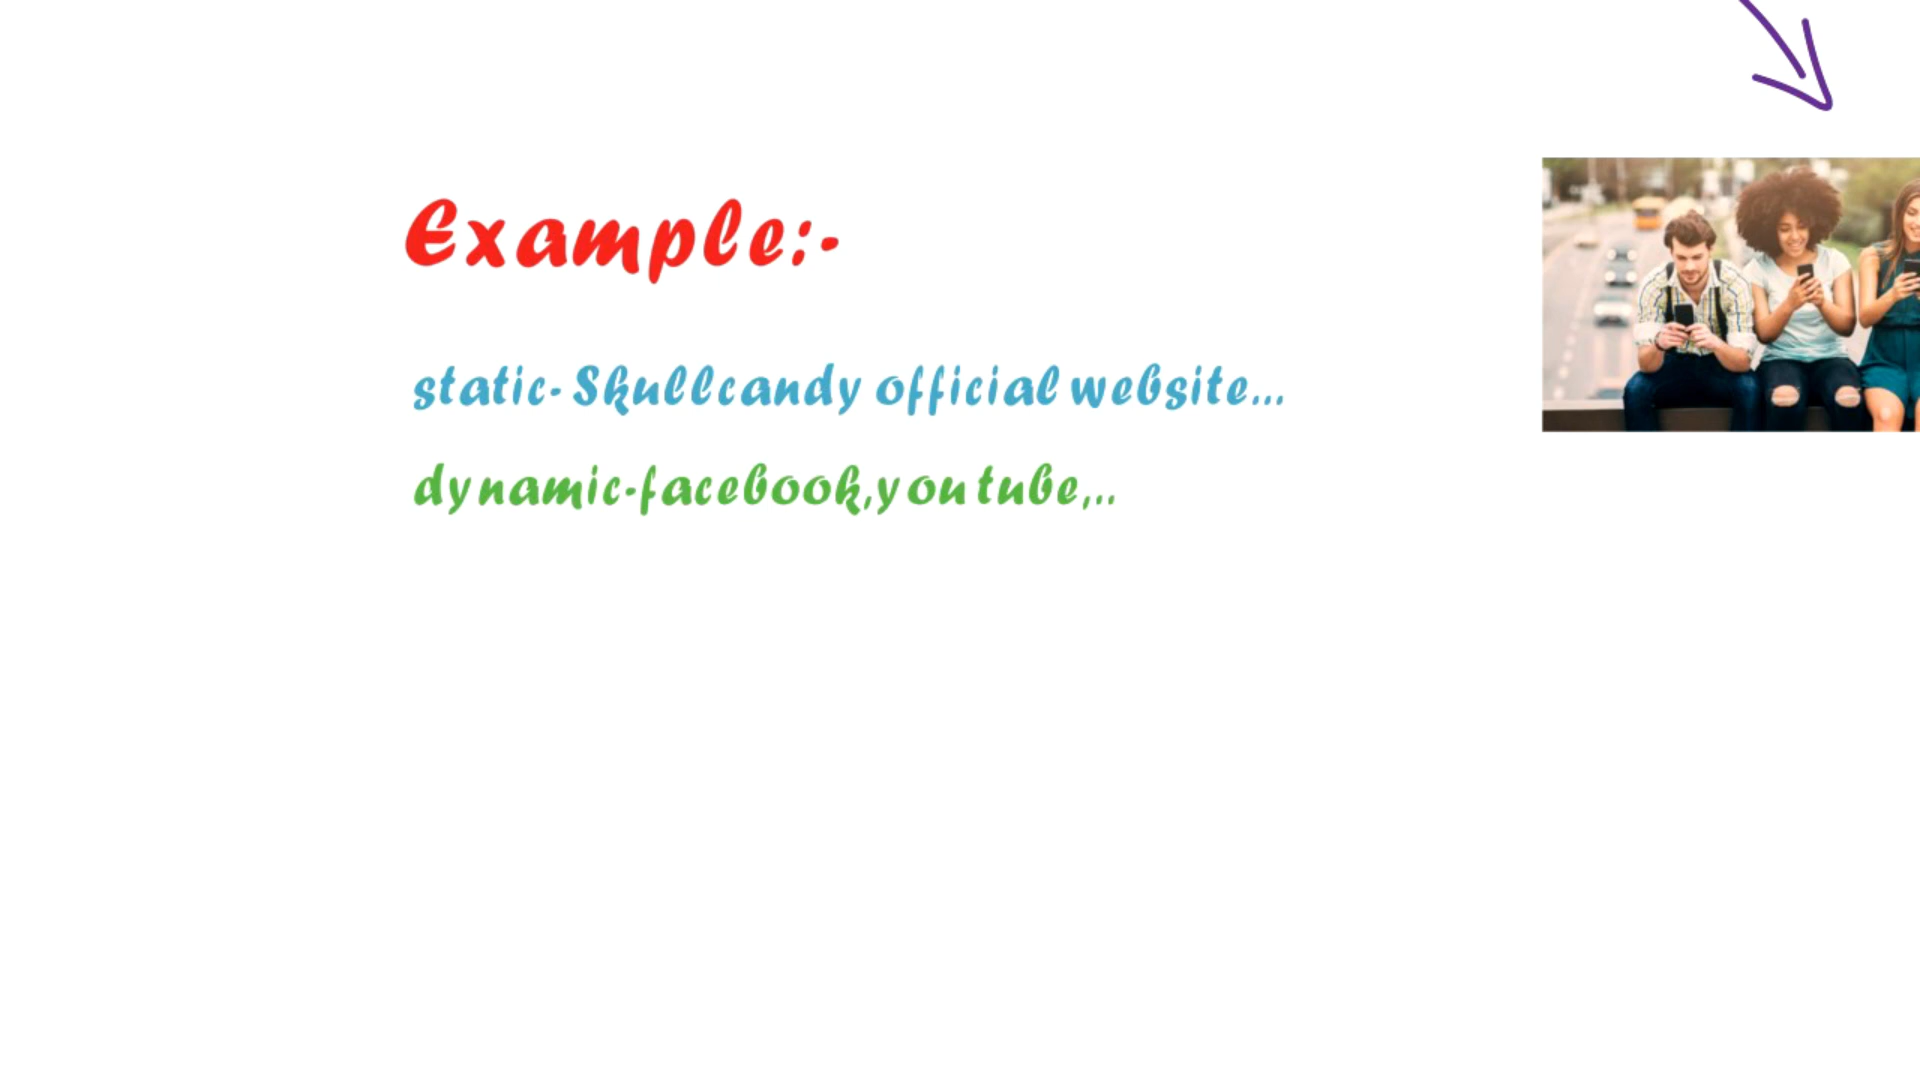 Example:-
static- Skullcandy official website...
dynamic-facebook,youtube,..